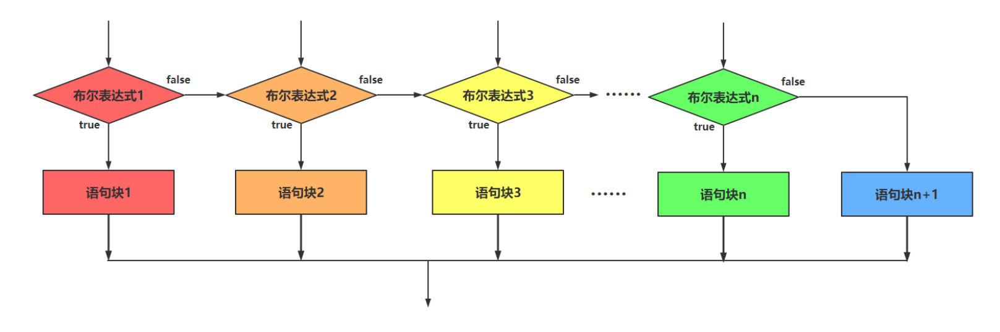 false
false
false
false
布尔表达式1
布尔表达式2
布尔表达式3
……
布尔表达式n
true
true
true
true
语句块1
语句块2
语句块3
……
语句块n
语句块n+1